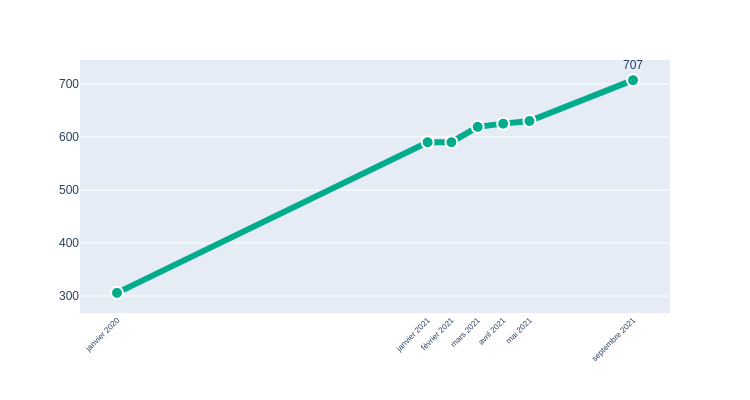 707
700
600
500
400
300
janvier 2020
janvier 2021
février 2021
mars 2021
avril 2021
mai 2021
septembre 2021